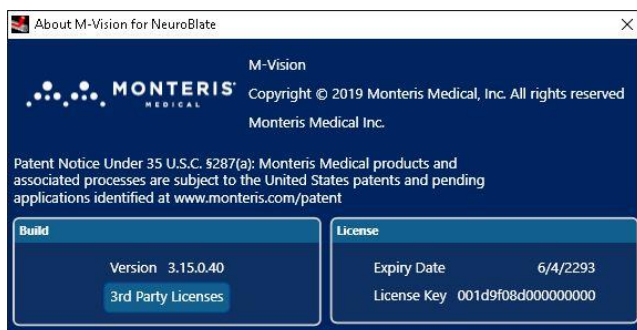 About M-Vision for NeuroBlate
MONTERIS
MEDICAL
M-Vision
Copyright © 2019 Monteris Medical, Inc. All rights reserved
Monteris Medical Inc.
Patent Notice Under 35 U.S.C. §287(a): Monteris Medical products and
associated processes are subject to the United States patents and pending
applications identified at www.monteris.com/patent
Build
Version 3.15.0.40
3rd Party Licenses
License
Expiry Date 6/4/2293
License Key 001d9f08d000000000